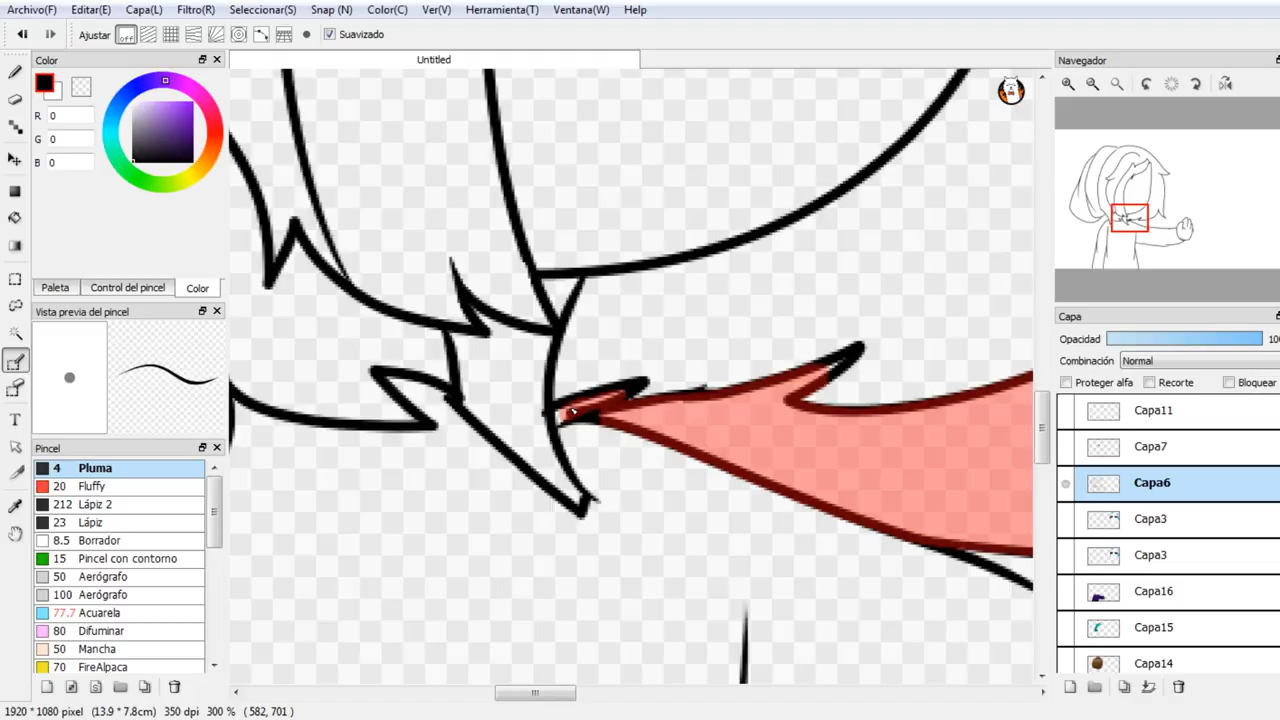 Archivo(F) Editar(E) Capa(L) Filtro(R) Seleccionar(S) Snap (N) Color(C) Ver(V) Herramienta(T) Ventana(W) Help
Ajustar off Suavizado
Color Untitled Navegador
R 0
G 0
B 0
Paleta Control del pincel Color
Vista previa del pincel Capa
Opacidad 100
Combinación Normal
Proteger alfa Recorte Bloquear
Capa11
Capa7
Capa6
Capa3
Capa3
Capa16
Capa15
Capa14
T
Pincel
4 Pluma
20 Fluffy
212 Lápiz 2
23 Lápiz
8.5 Borrador
15 Pincel con contorno
50 Aerógrafo
100 Aerógrafo
77.7 Acuarela
80 Difuminar
50 Mancha
70 FireAlpaca
1920 * 1080 pixel (13.9 * 7.8cm) 350 dpi 300 % ( 582, 701 )